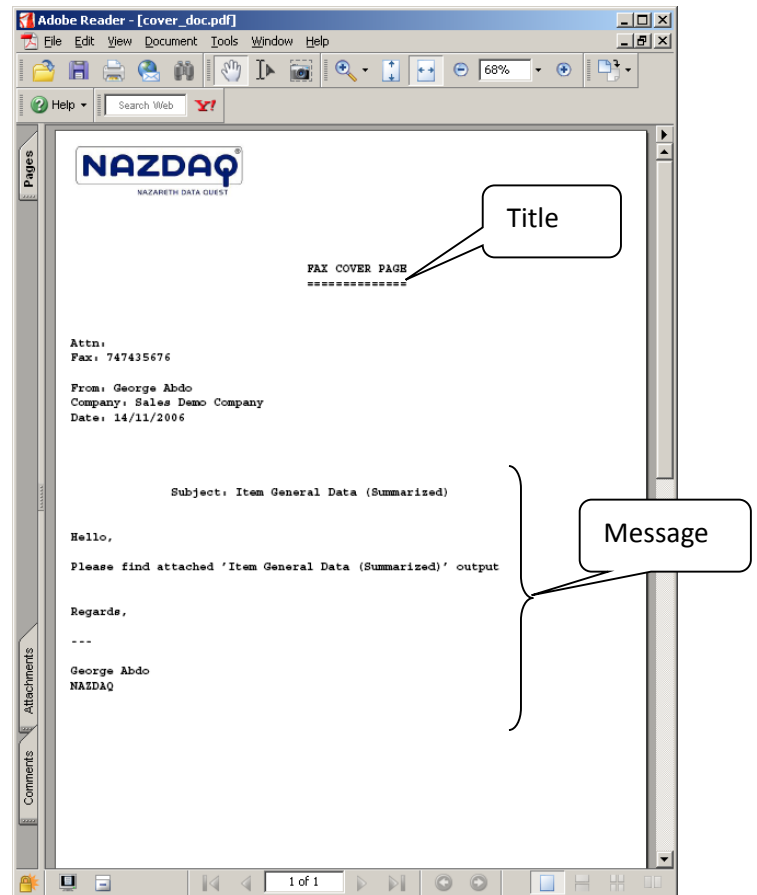 Adobe Reader - [cover_doc.pdf]
File Edit View Document Tools Window Help
68%
Help Search Web Y!
Pages
NAZDAQ®
NAZARETH DATA QUEST
Title
FAX COVER PAGE
==============
Attn:
Fax: 747435676
From: George Abdo
Company: Sales Demo Company
Date: 14/11/2006
Subject: Item General Data (Summarized)
Message
Hello,
Please find attached 'Item General Data (Summarized)' output
Regards,
---
George Abdo
NAZDAQ
Attachments
Comments
1 of 1